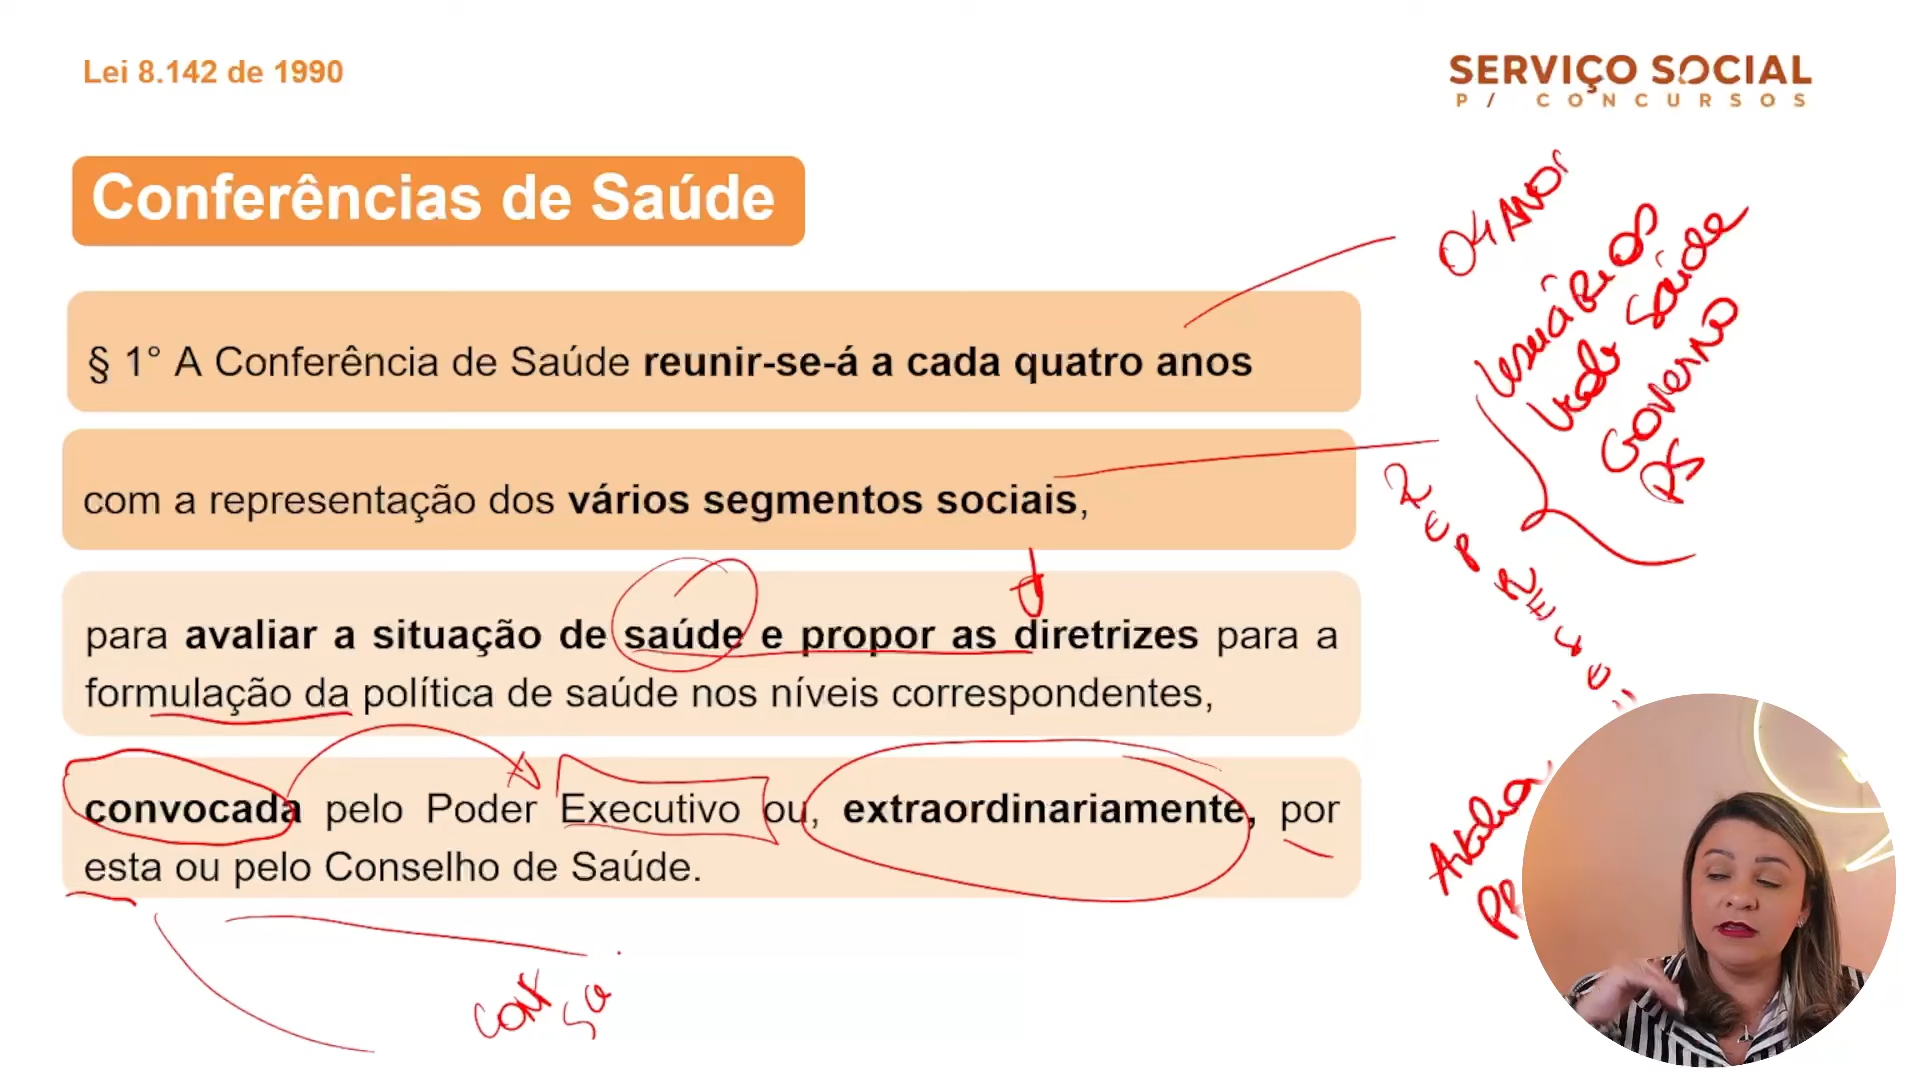 Lei 8.142 de 1990
SERVIÇO SOCIAL
P/ CONCURSOS
Conferências de Saúde
04 ANOS
USUÁRIOS
Saúde
GOVERNO
PS
§ 1° A Conferência de Saúde reunir-se-á a cada quatro anos
com a representação dos vários segmentos sociais,
para avaliar a situação de saúde e propor as diretrizes para a
formulação da política de saúde nos níveis correspondentes,
convocada pelo Poder Executivo ou, extraordinariamente, por
esta ou pelo Conselho de Saúde.
Avalia
PR
CONF